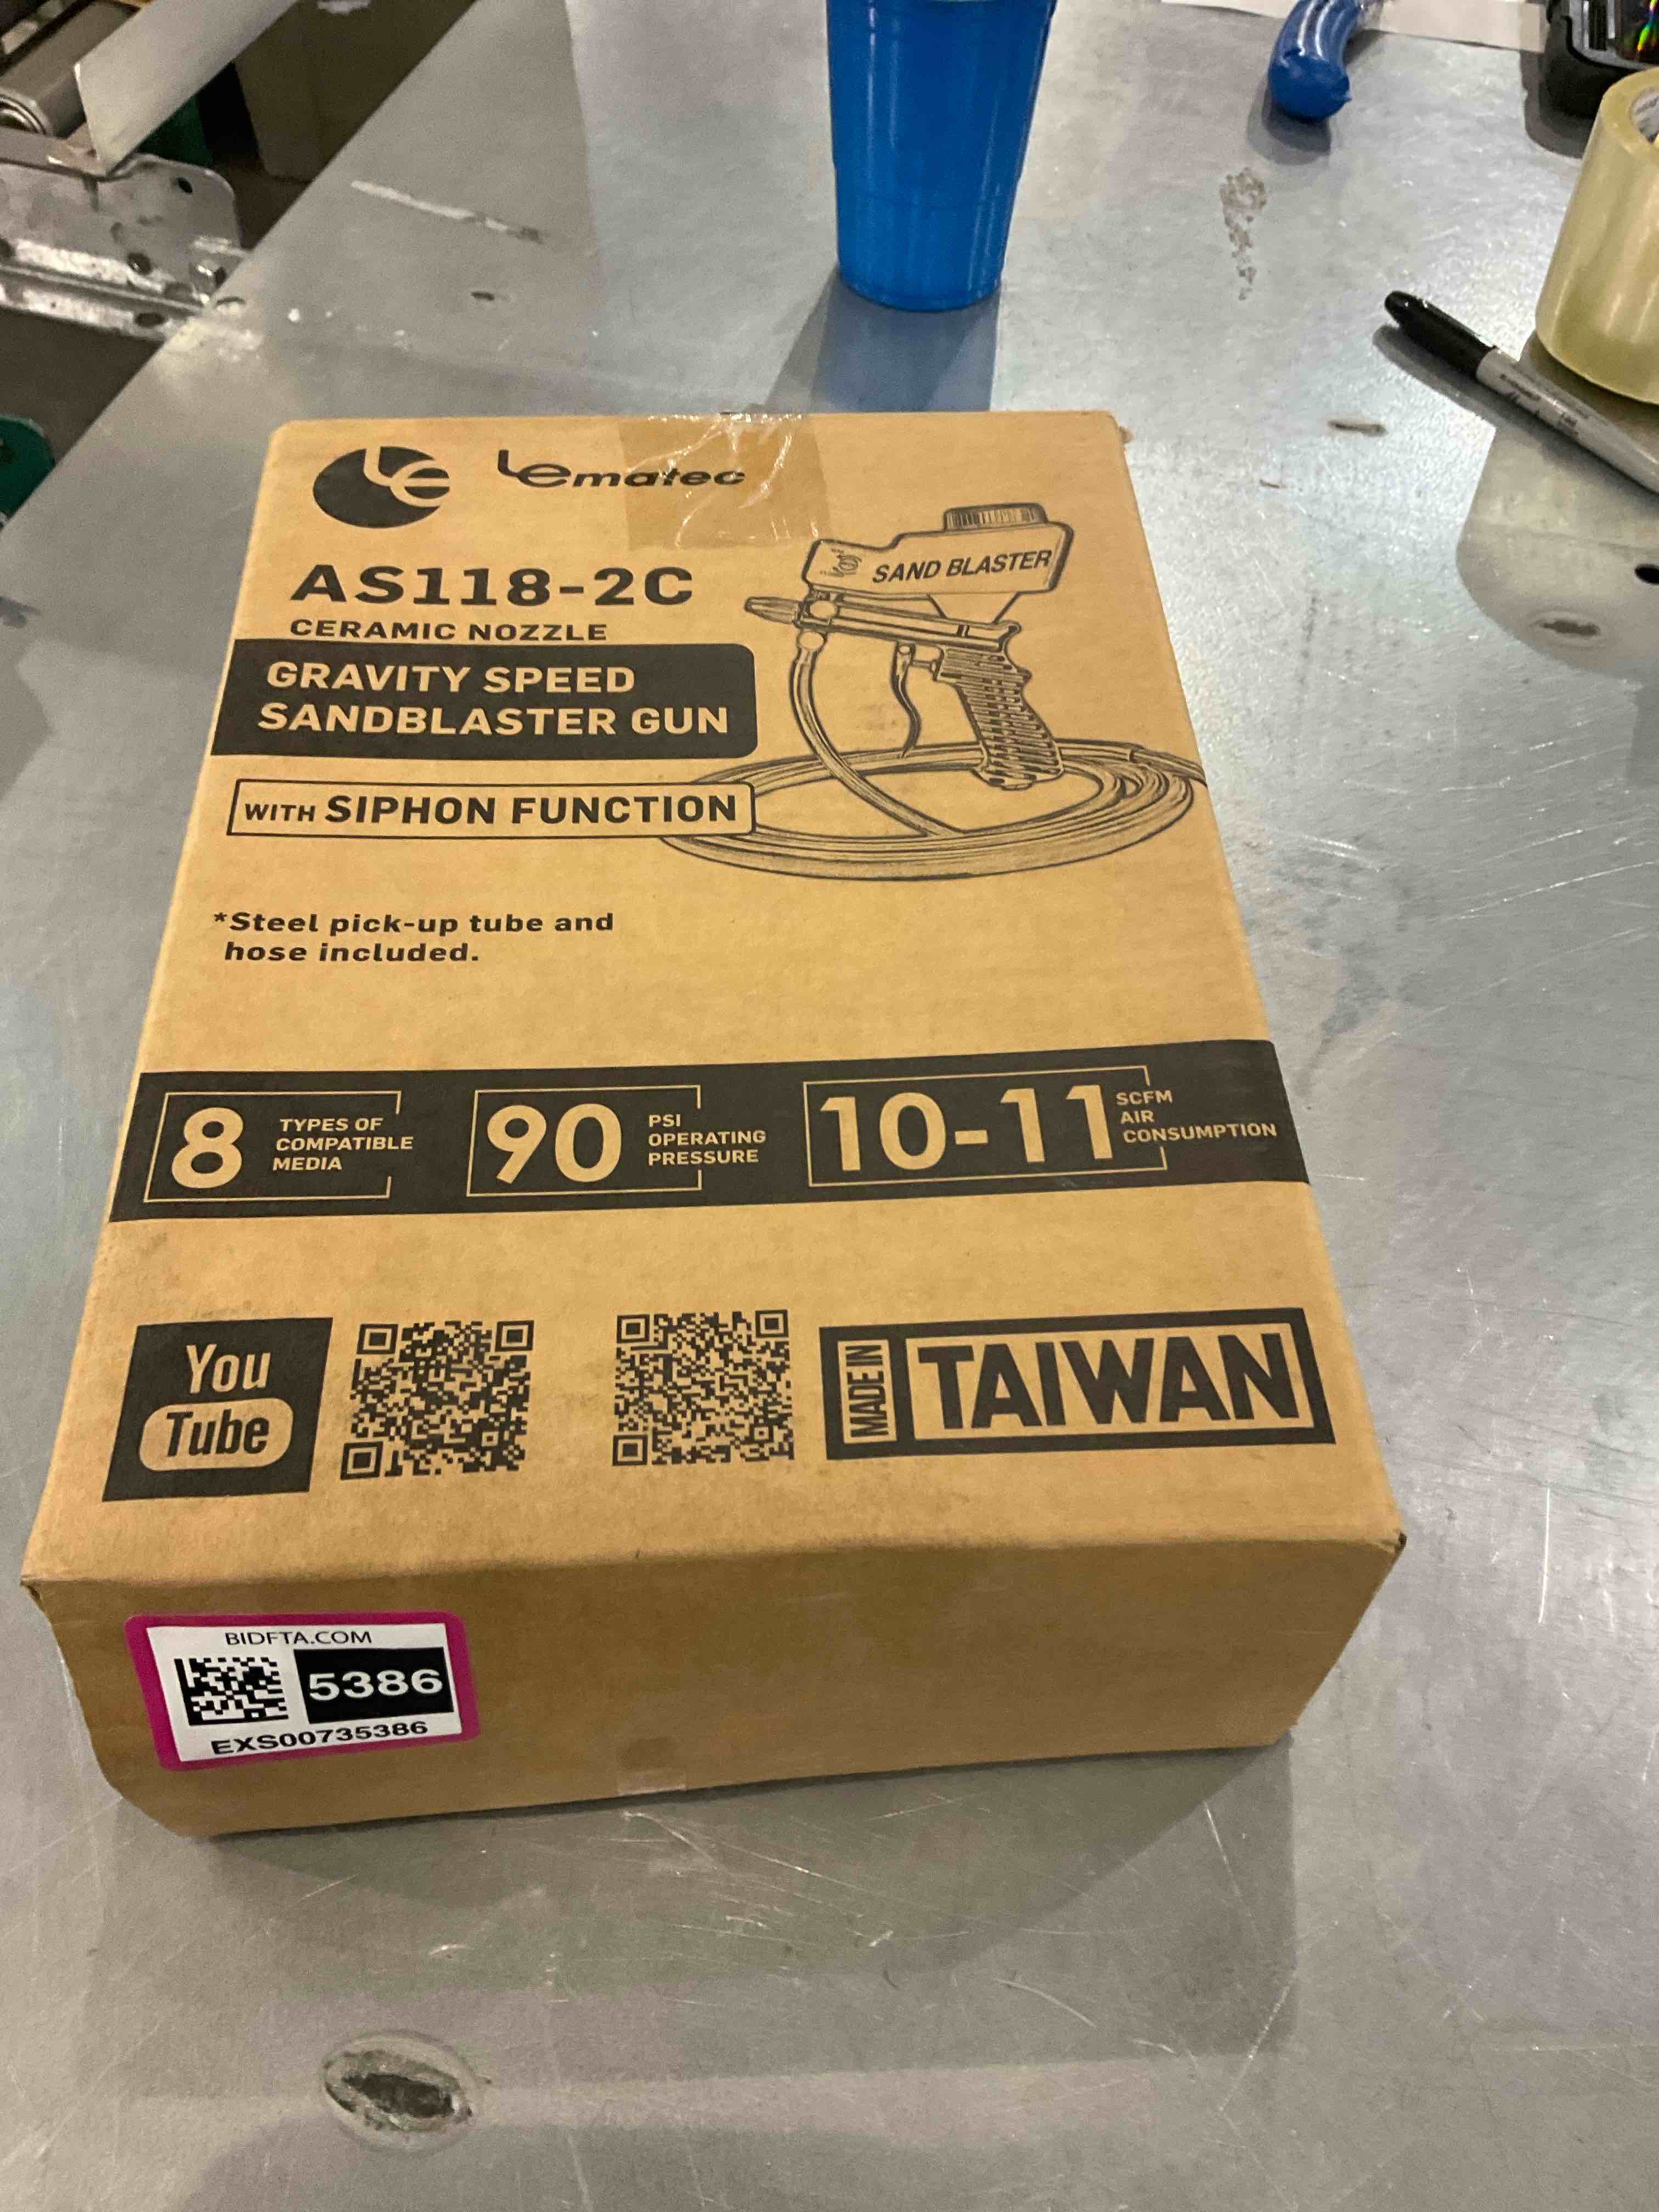 Lematec
AS118-2C
CERAMIC NOZZLE
GRAVITY SPEED
SANDBLASTER GUN
WITH SIPHON FUNCTION
SAND BLASTER
*Steel pick-up tube and
hose included.
8 TYPES OF
COMPATIBLE
MEDIA
90 PSI
OPERATING
PRESSURE
10-11 SCFM
AIR
CONSUMPTION
You
Tube
MADE IN
TAIWAN
BIDFTA.COM
5386
EXS00735386